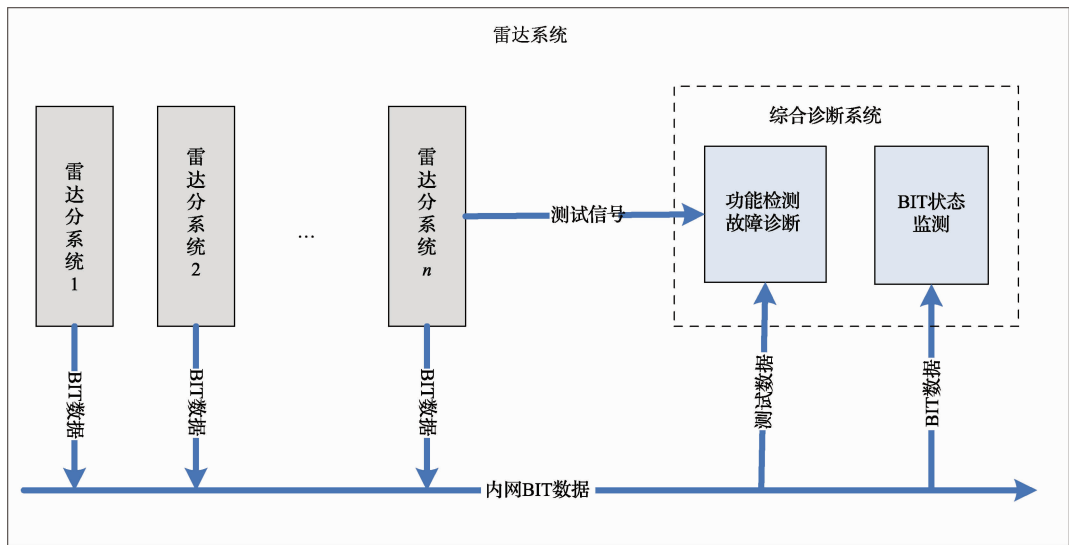 雷达系统
雷达分系统1
雷达分系统2
...
雷达分系统n
测试信号
综合诊断系统
功能检测
故障诊断
BIT状态
监测
BIT数据
BIT数据
BIT数据
测试数据
BIT数据
内网BIT数据